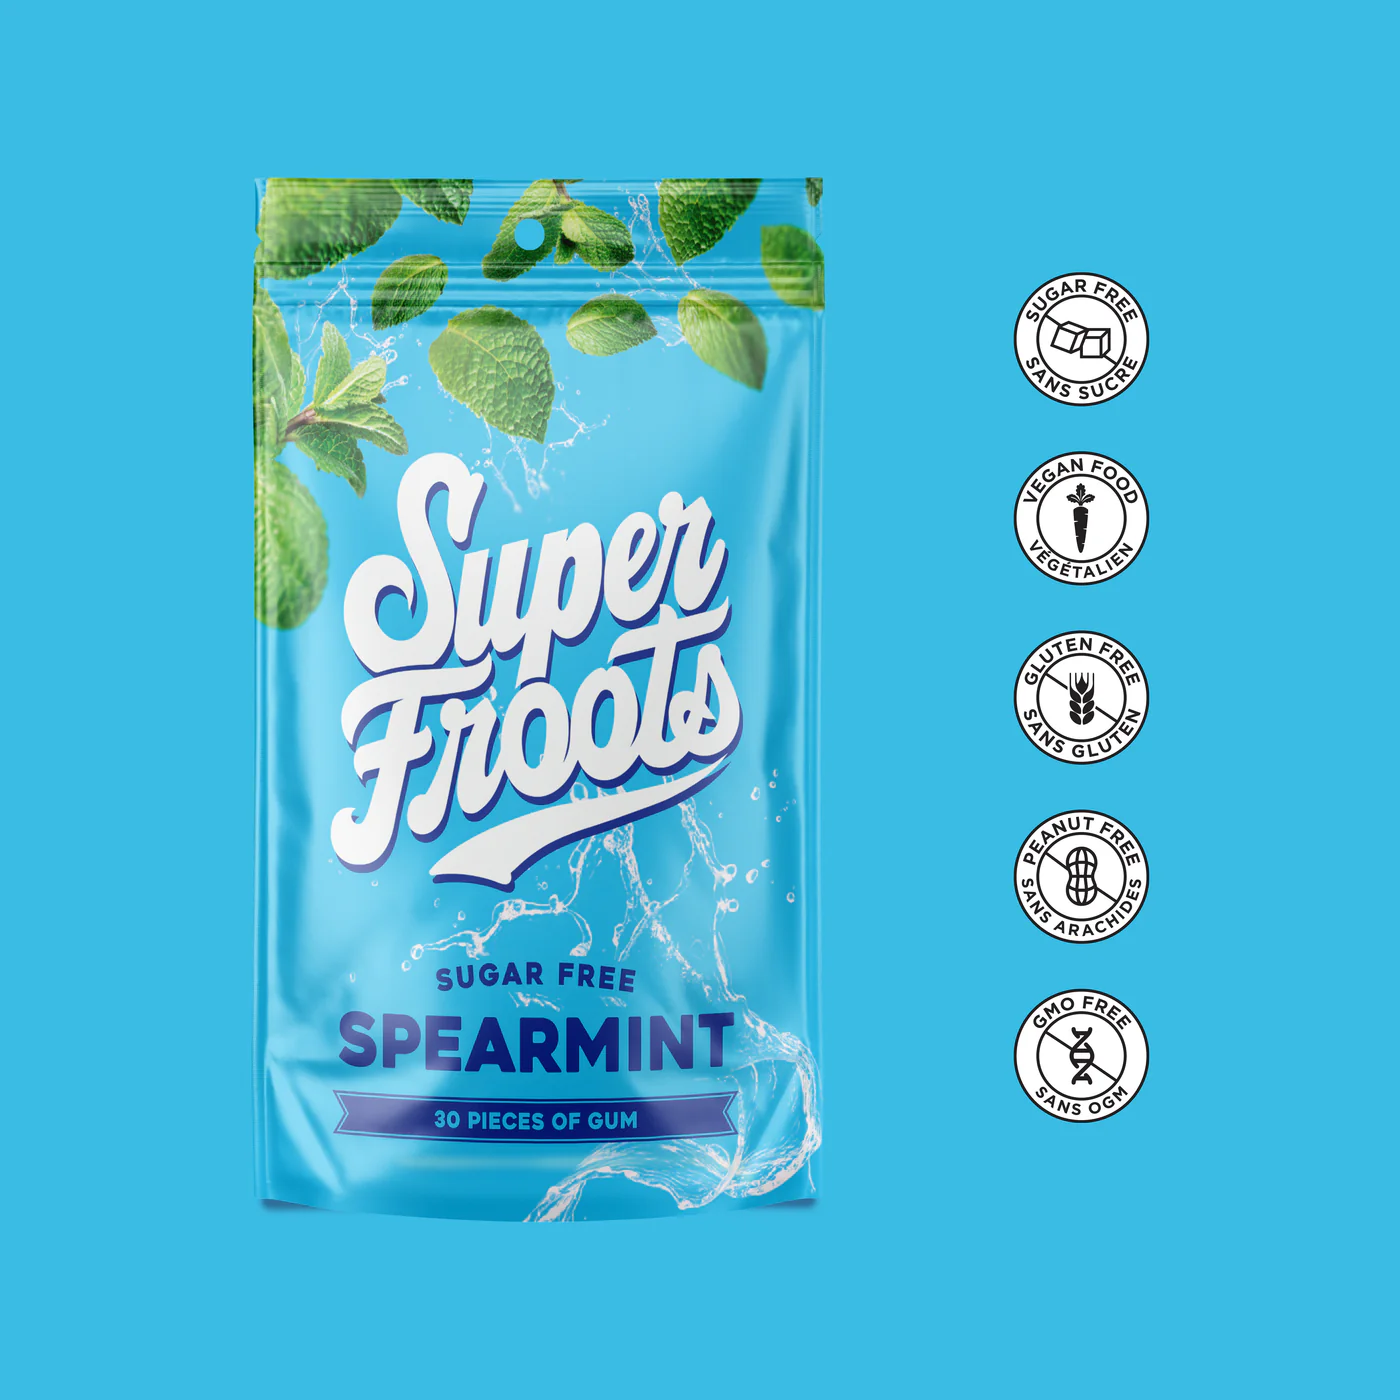 Super
Froots
SUGAR FREE
SPEARMINT
30 PIECES OF GUM
SUGAR FREE
SANS SUCRE
VEGAN FOOD
VÉGÉTALIEN
GLUTEN FREE
SANS GLUTEN
PEANUT FREE
SANS ARACHIDES
GMO FREE
SANS OGM